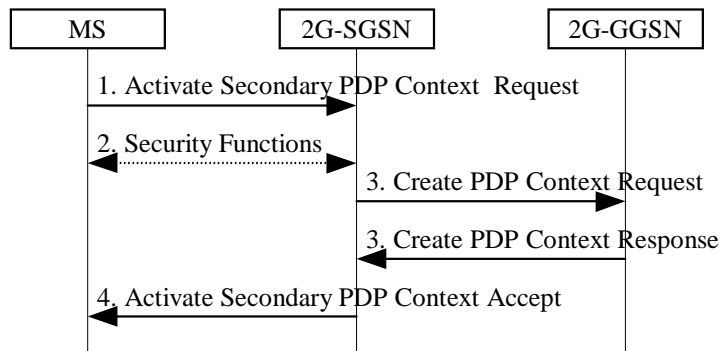 MS 2G-SGSN 2G-GGSN
1. Activate Secondary PDP Context Request
2. Security Functions
3. Create PDP Context Request
3. Create PDP Context Response
4. Activate Secondary PDP Context Accept